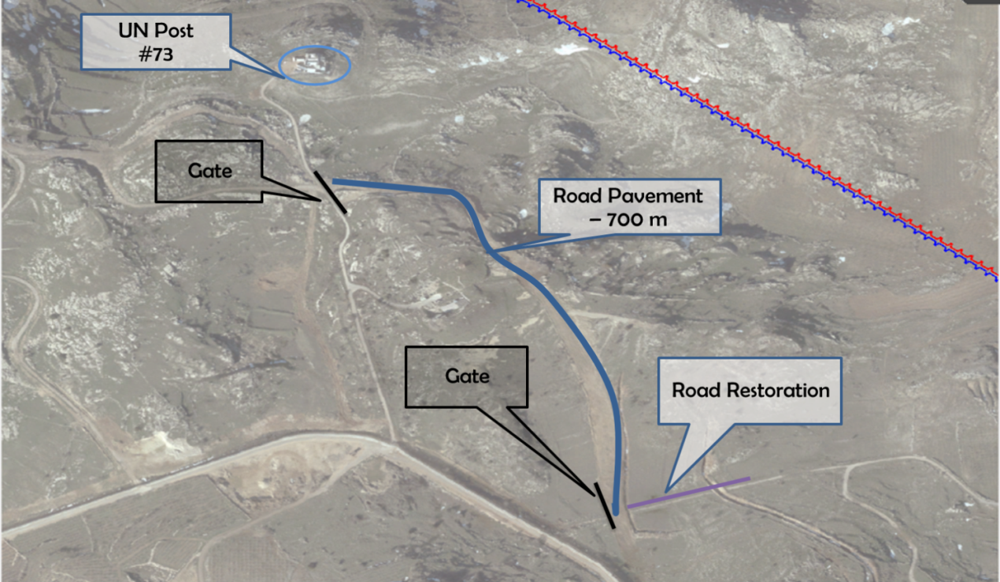 UN Post
#73
Gate
Road Pavement
– 700 m
Gate
Road Restoration